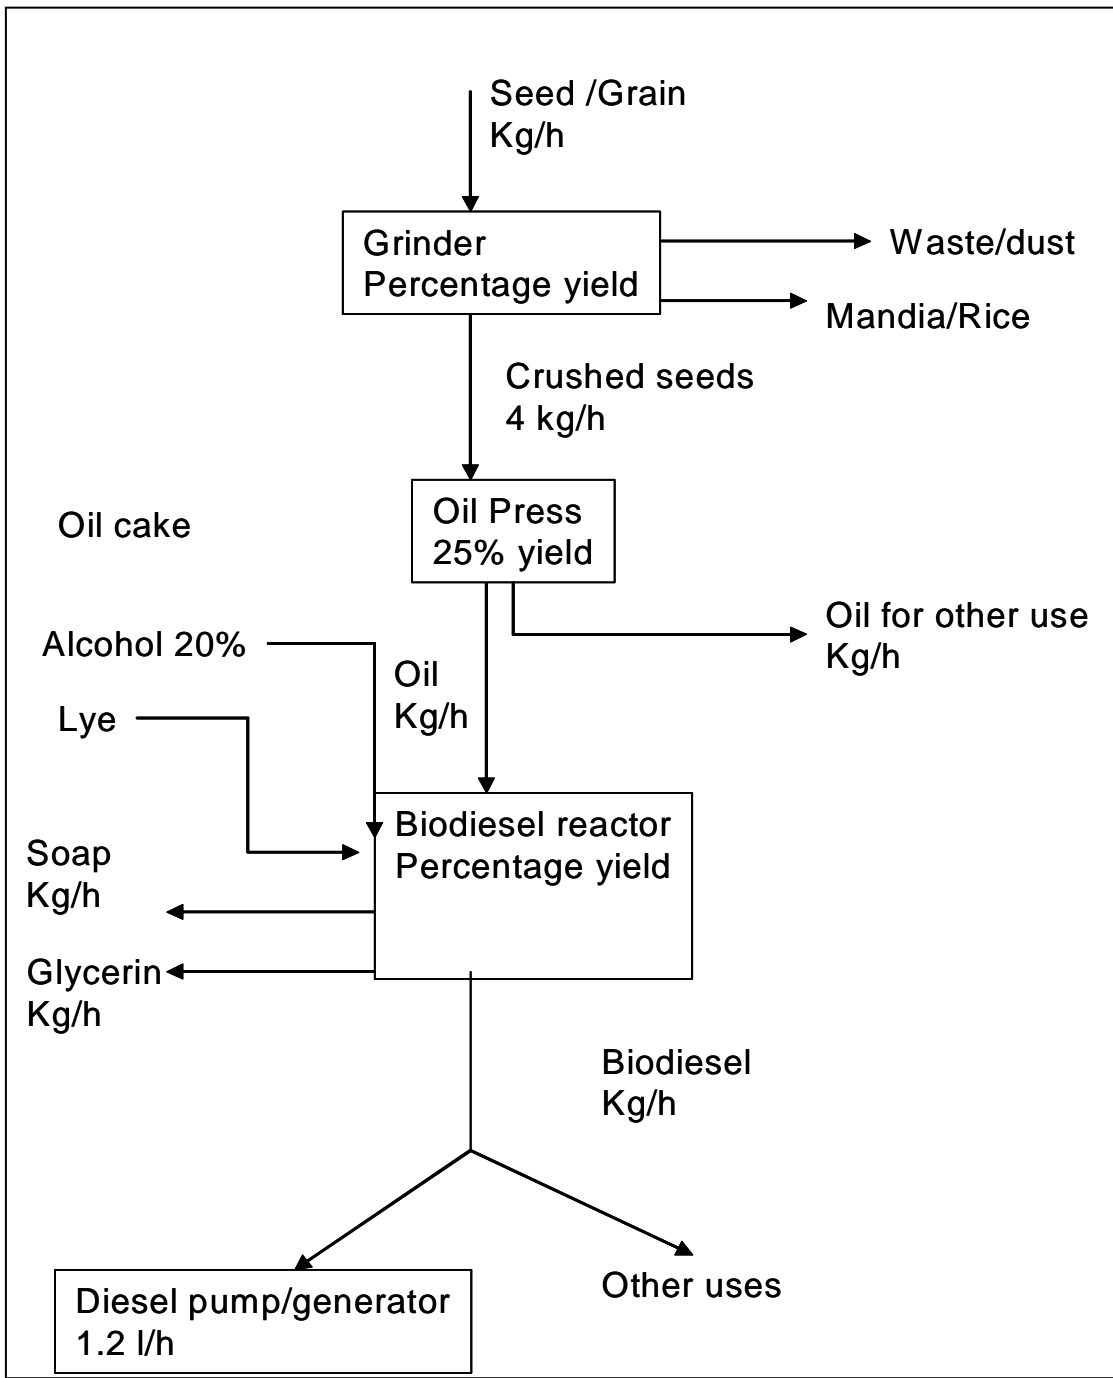 Seed /Grain
Kg/h
Grinder
Percentage yield
Waste/dust
Mandia/Rice
Crushed seeds
4 kg/h
Oil cake
Oil Press
25% yield
Oil for other use
Kg/h
Alcohol 20%
Oil
Kg/h
Lye
Biodiesel reactor
Percentage yield
Soap
Kg/h
Glycerin
Kg/h
Biodiesel
Kg/h
Other uses
Diesel pump/generator
1.2 l/h